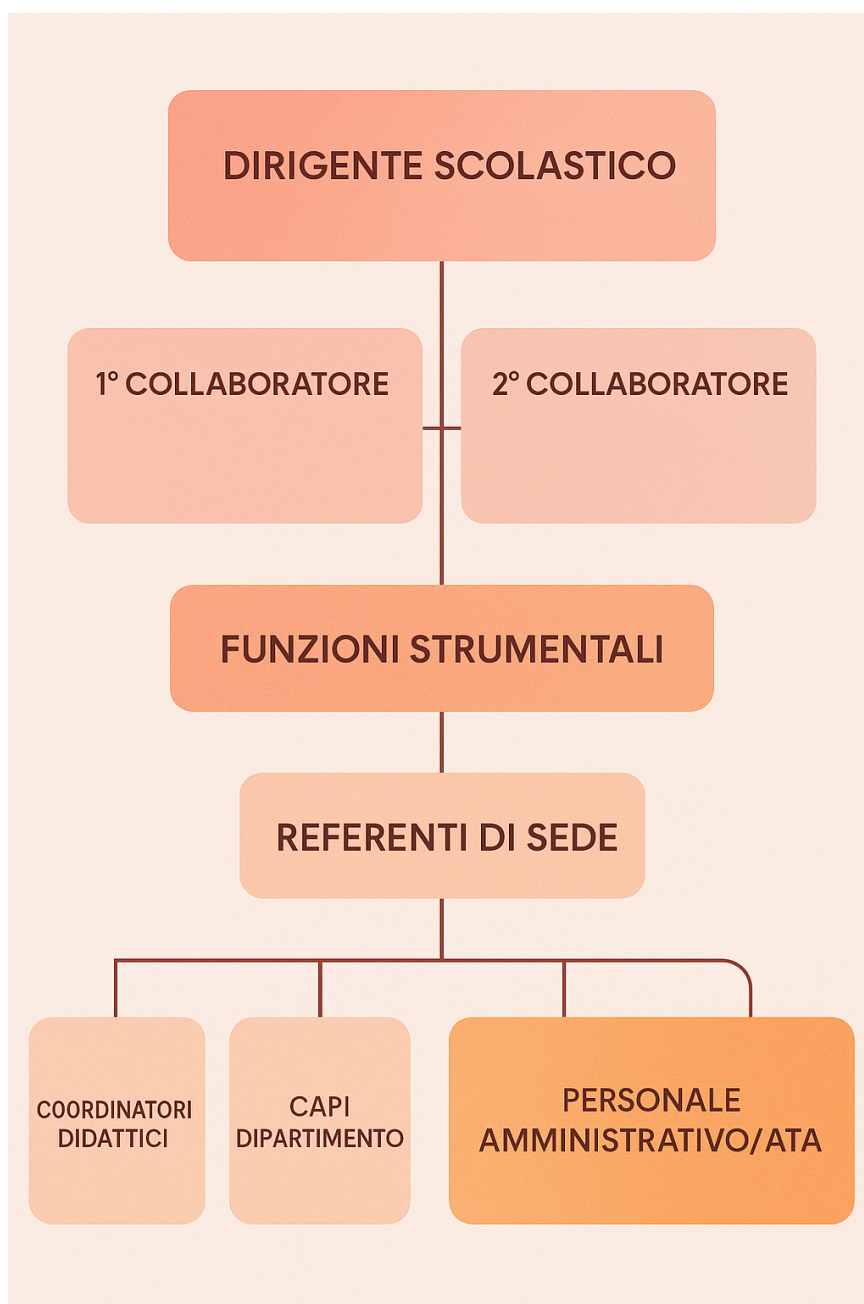 DIRIGENTE SCOLASTICO
1° COLLABORATORE
2° COLLABORATORE
FUNZIONI STRUMENTALI
REFERENTI DI SEDE
COORDINATORI
DIDATTICI
CAPI
DIPARTIMENTO
PERSONALE
AMMINISTRATIVO/ATA